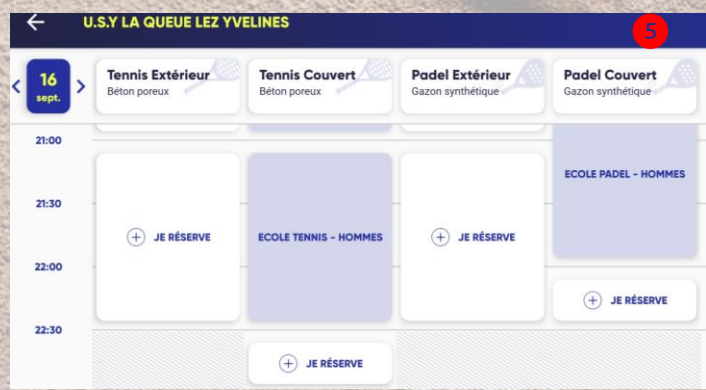 U.S.Y LA QUEUE LEZ YVELINES
5
16
sept.
Tennis Extérieur
Béton poreux
Tennis Couvert
Béton poreux
Padel Extérieur
Gazon synthétique
Padel Couvert
Gazon synthétique
21:00
ECOLE PADEL - HOMMES
21:30
JE RÉSERVE
ECOLE TENNIS - HOMMES
JE RÉSERVE
22:00
JE RÉSERVE
22:30
JE RÉSERVE